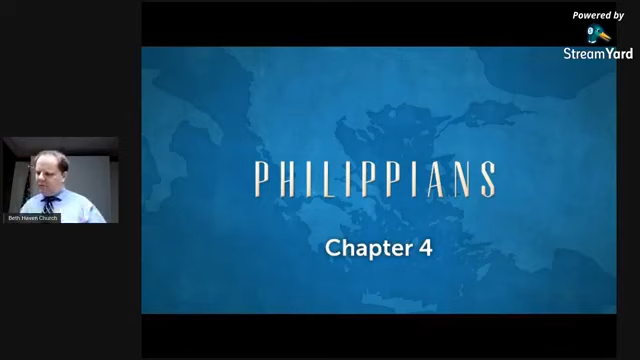 Powered by
StreamYard
PHILIPPIANS
Chapter 4
Beth Haven Church